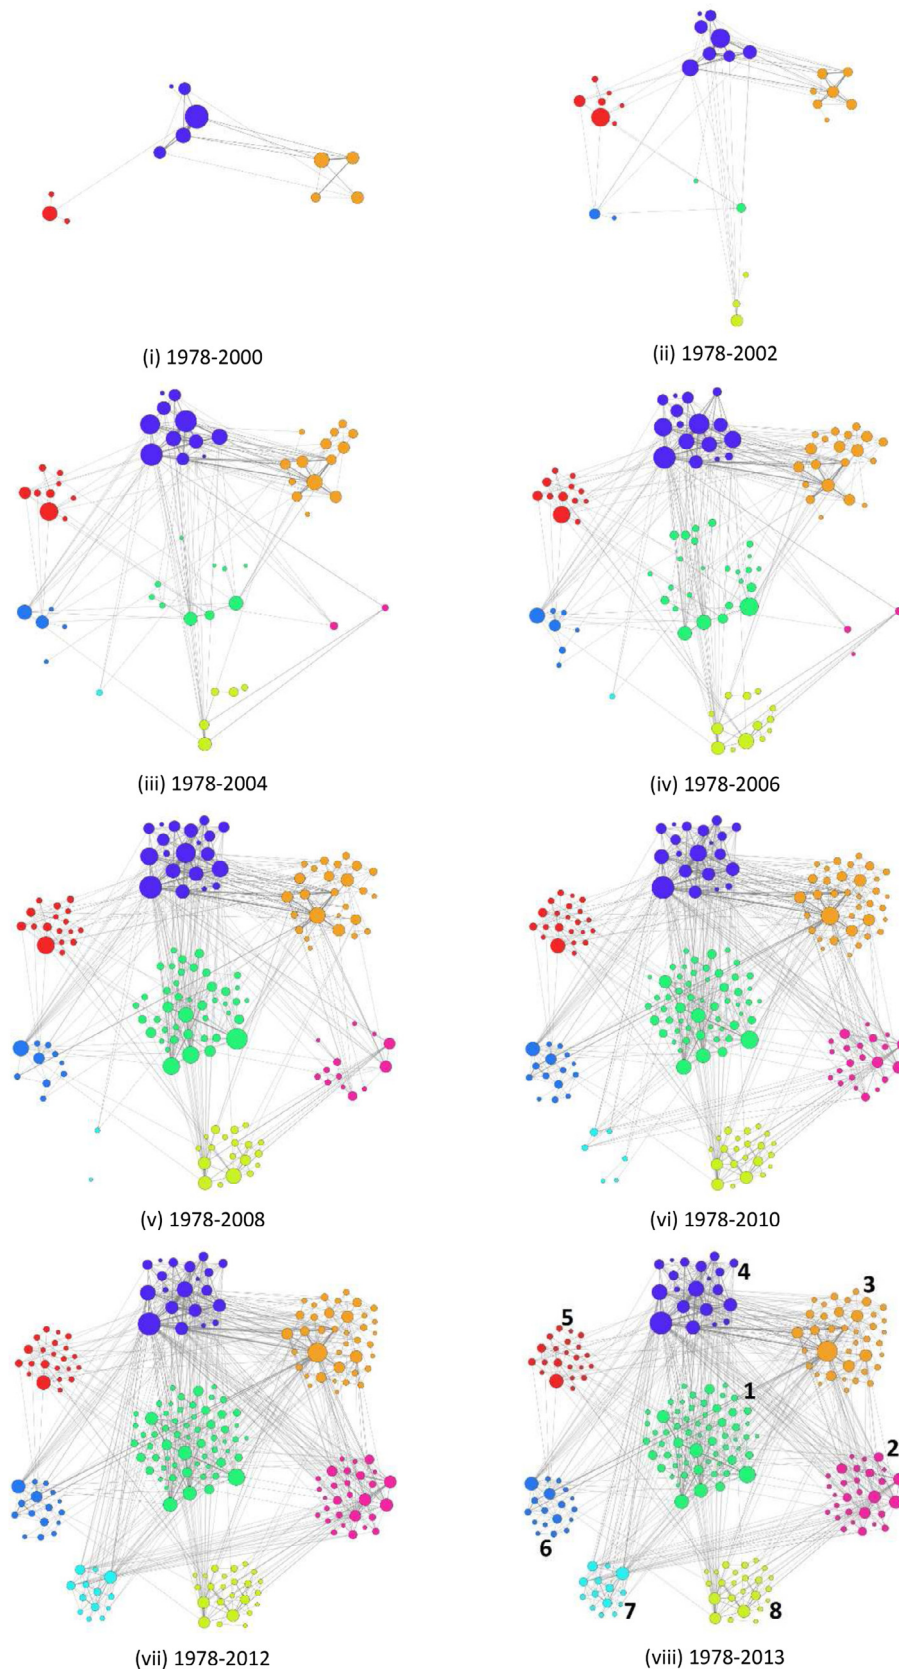 (i) 1978-2000
(ii) 1978-2002
(iii) 1978-2004
(iv) 1978-2006
(v) 1978-2008
(vi) 1978-2010
4
3
5
1
2
6
7
8
(vii) 1978-2012
(viii) 1978-2013